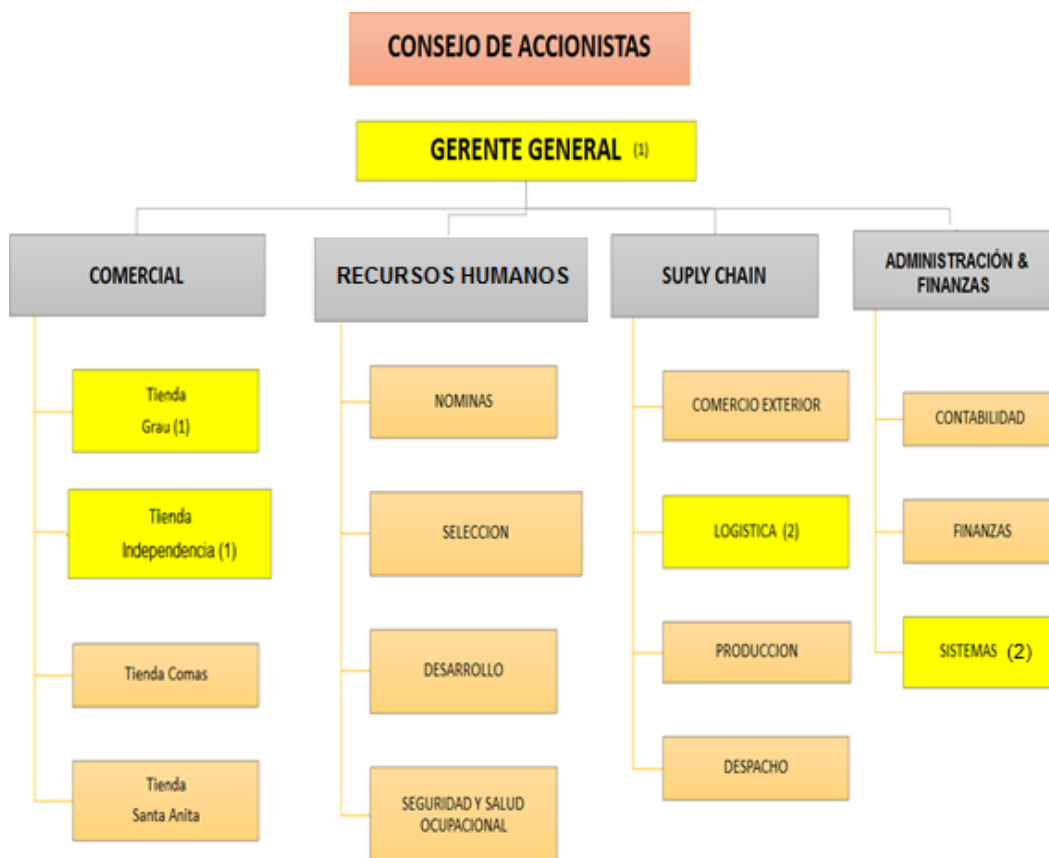 CONSEJO DE ACCIONISTAS
GERENTE GENERAL (1)
COMERCIAL
RECURSOS HUMANOS
SUPLY CHAIN
ADMINISTRACIÓN &
FINANZAS
Tienda
Grau (1)
Tienda
Independencia (1)
Tienda Comas
Tienda
Santa Anita
NOMINAS
SELECCION
DESARROLLO
SEGURIDAD Y SALUD
OCUPACIONAL
COMERCIO EXTERIOR
LOGISTICA (2)
PRODUCCION
DESPACHO
CONTABILIDAD
FINANZAS
SISTEMAS (2)